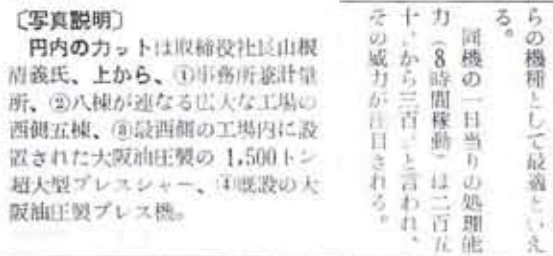 〔写真説明〕
円内のカットは取締役社長山根
清義氏、上から、①事務所兼計量
所、②八棟が連なる広大な工場の
西側五棟、③最西側の工場内に設
置された大阪油圧製の1,500トン
超大型プレスシャー、④既設の大
阪油圧製プレス機。
らの機種として最適といえ
る。
同機の一日当りの処理能
力（8時間稼動）は二百五
十㌧から三百㌧と言われ、
その威力が注目される。